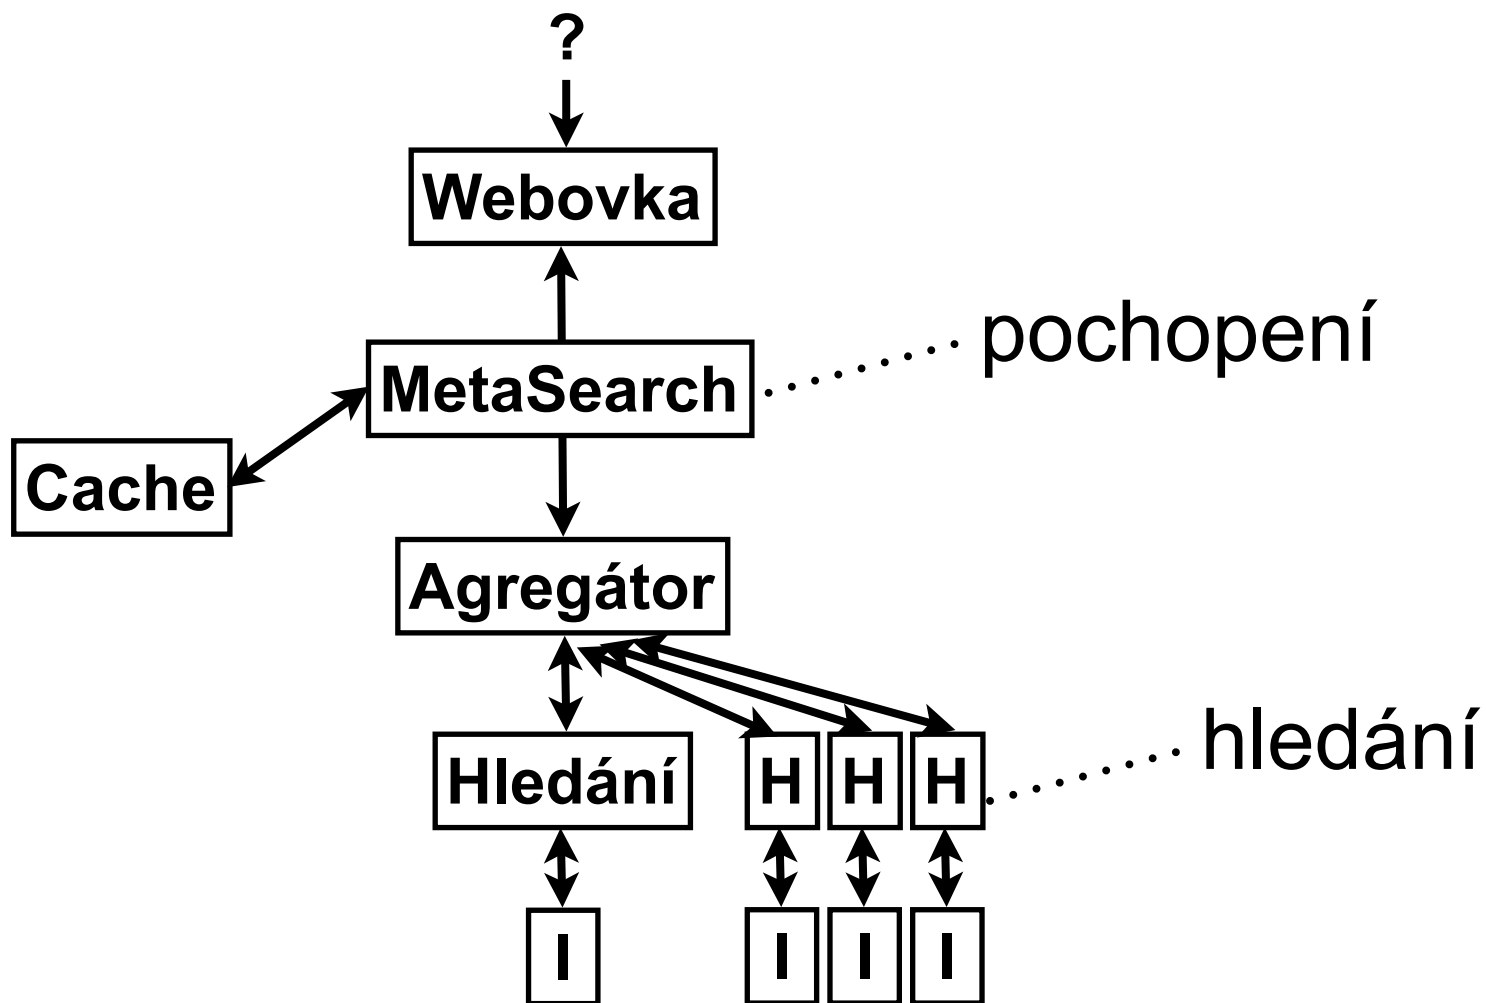 ?
Webovka
pochopení
MetaSearch
Cache
Agregátor
hledání
Hledání H H H
I I I I